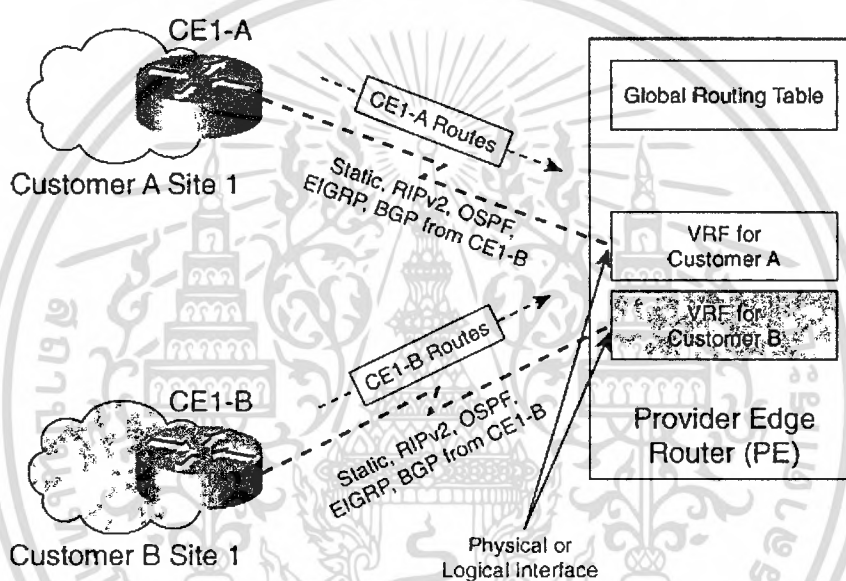 CE1-A
Customer A Site 1
CE1-A Routes
Static, RIPv2, OSPF,
EIGRP, BGP from CE1-B
Global Routing Table
VRF for
Customer A
VRF for
Customer B
Provider Edge
Router (PE)
CE1-B
Customer B Site 1
CE1-B Routes
Static, RIPv2, OSPF,
EIGRP, BGP from CE1-B
Physical or
Logical Interface